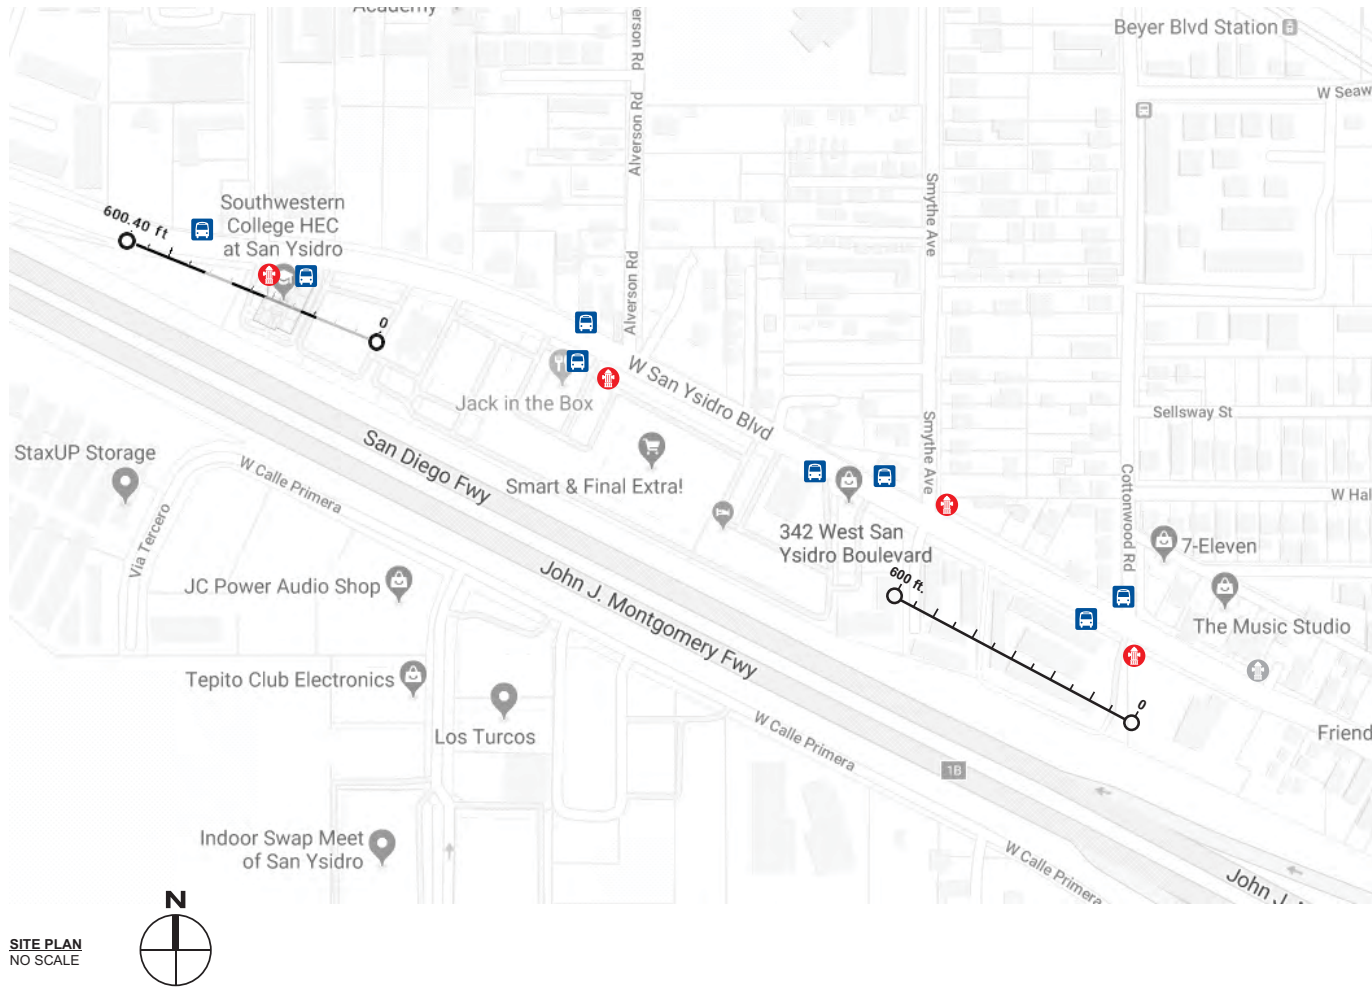 Academy
Beyer Blvd Station
erson Rd
W Seaw
Alverson Rd
Smythe Ave
Southwestern
College HEC
at San Ysidro
600.40 ft
0
Alverson Rd
W San Ysidro Blvd
Jack in the Box
Sellsway St
Smythe Ave
San Diego Fwy
StaxUP Storage
W Calle Primera
Smart & Final Extra!
Cottonwood Rd
W Hal
Via Tercero
342 West San
Ysidro Boulevard
7-Eleven
600 ft.
0
JC Power Audio Shop
John J. Montgomery Fwy
The Music Studio
Tepito Club Electronics
Los Turcos
W Calle Primera
Friend
1B
Indoor Swap Meet
of San Ysidro
W Calle Primera
John J.
N
SITE PLAN
NO SCALE